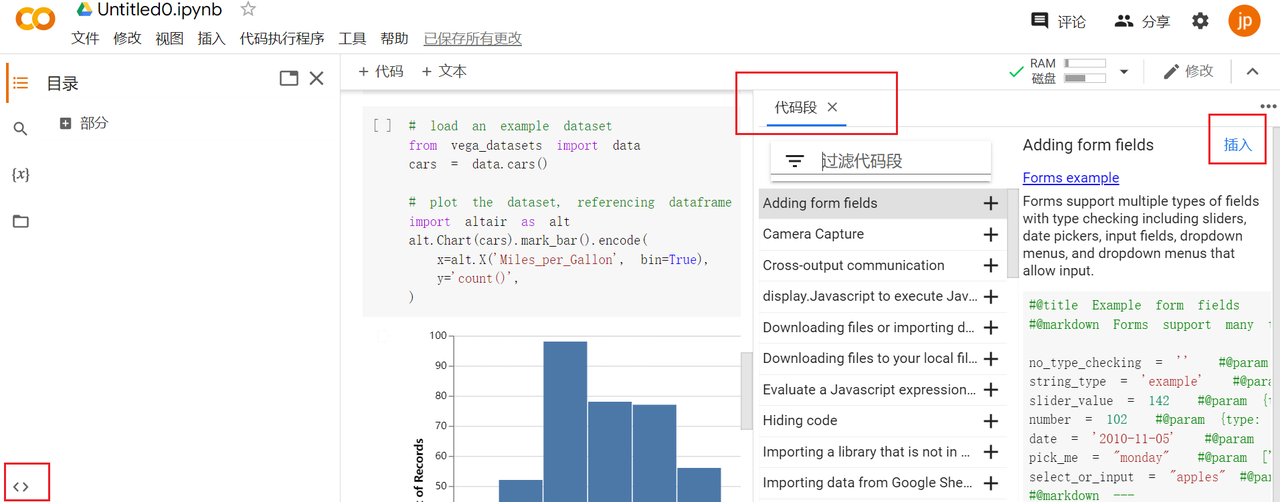 Untitled0.ipynb
文件 修改 视图 插入 代码执行程序 工具 帮助 已保存所有更改
评论 分享 jp
目录
部分
+ 代码 + 文本
RAM
磁盘
修改
[ ] # load an example dataset
from vega_datasets import data
cars = data.cars()
# plot the dataset, referencing dataframe
import altair as alt
alt.Chart(cars).mark_bar().encode(
x=alt.X('Miles_per_Gallon', bin=True),
y='count()',
)
100
90
80
70
60
50
of Records
{x}
<>
代码段
过滤代码段
Adding form fields
Camera Capture
Cross-output communication
display.Javascript to execute Jav...
Downloading files or importing d...
Downloading files to your local fil...
Evaluate a Javascript expression...
Hiding code
Importing a library that is not in ...
Importing data from Google She...
Adding form fields 插入
Forms example
Forms support multiple types of fields
with type checking including sliders,
date pickers, input fields, dropdown
menus, and dropdown menus that
allow input.
#@title Example form fields
#@markdown Forms support many
no_type_checking = '' #@param
string_type = 'example' #@para
slider_value = 142 #@param {t
number = 102 #@param {type:
date = '2010-11-05' #@param
pick_me = "monday" #@param ['
select_or_input = "apples" #@par
#@markdown ---